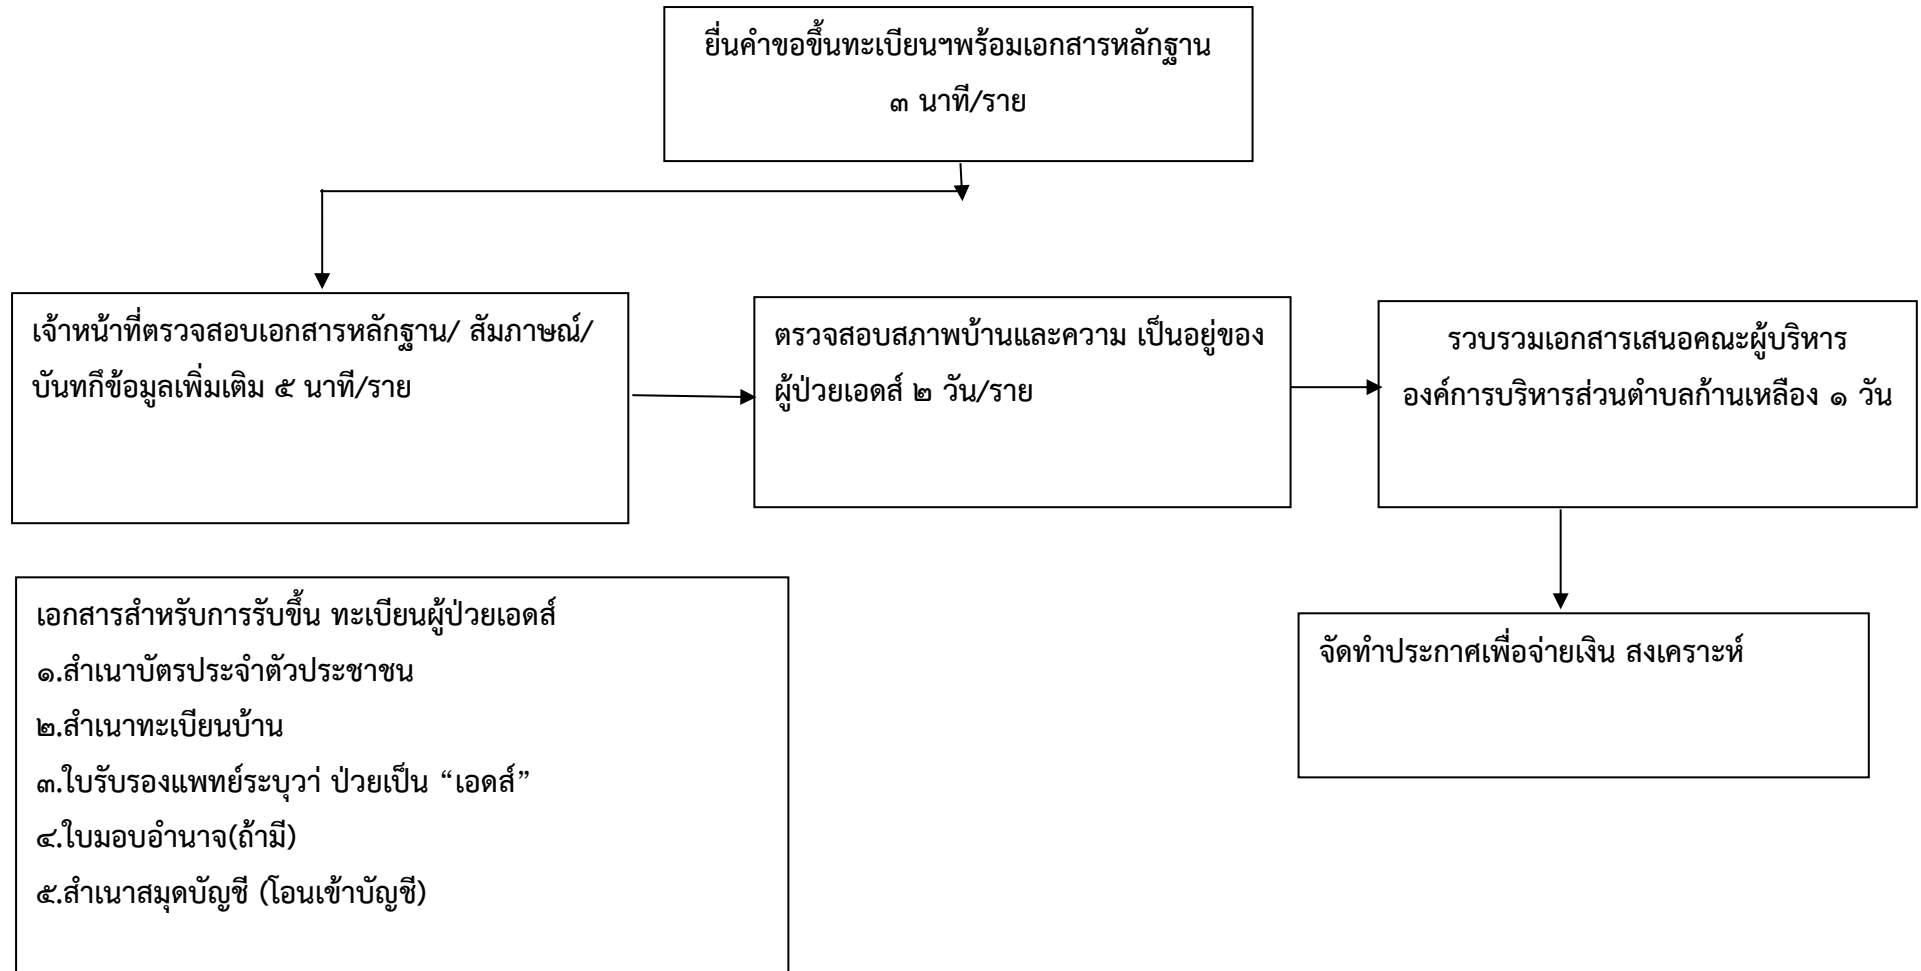 ยื่นคำขอขึ้นทะเบียนฯพร้อมเอกสารหลักฐาน
๓ นาที/ราย
เจ้าหน้าที่ตรวจสอบเอกสารหลักฐาน/ สัมภาษณ์/
บันทกึข้อมูลเพิ่มเติม ๕ นาที/ราย
ตรวจสอบสภาพบ้านและความ เป็นอยู่ของ
ผู้ป่วยเอดส์ ๒ วัน/ราย
รวบรวมเอกสารเสนอคณะผู้บริหาร
องค์การบริหารส่วนตำบลก้านเหลือง ๑ วัน
จัดทำประกาศเพื่อจ่ายเงิน สงเคราะห์
เอกสารสำหรับการรับขึ้น ทะเบียนผู้ป่วยเอดส์
๑.สำเนาบัตรประจำตัวประชาชน
๒.สำเนาทะเบียนบ้าน
๓.ใบรับรองแพทย์ระบุวา่ ป่วยเป็น “เอดส์”
๔.ใบมอบอำนาจ(ถ้ามี)
๕.สำเนาสมุดบัญชี (โอนเข้าบัญชี)